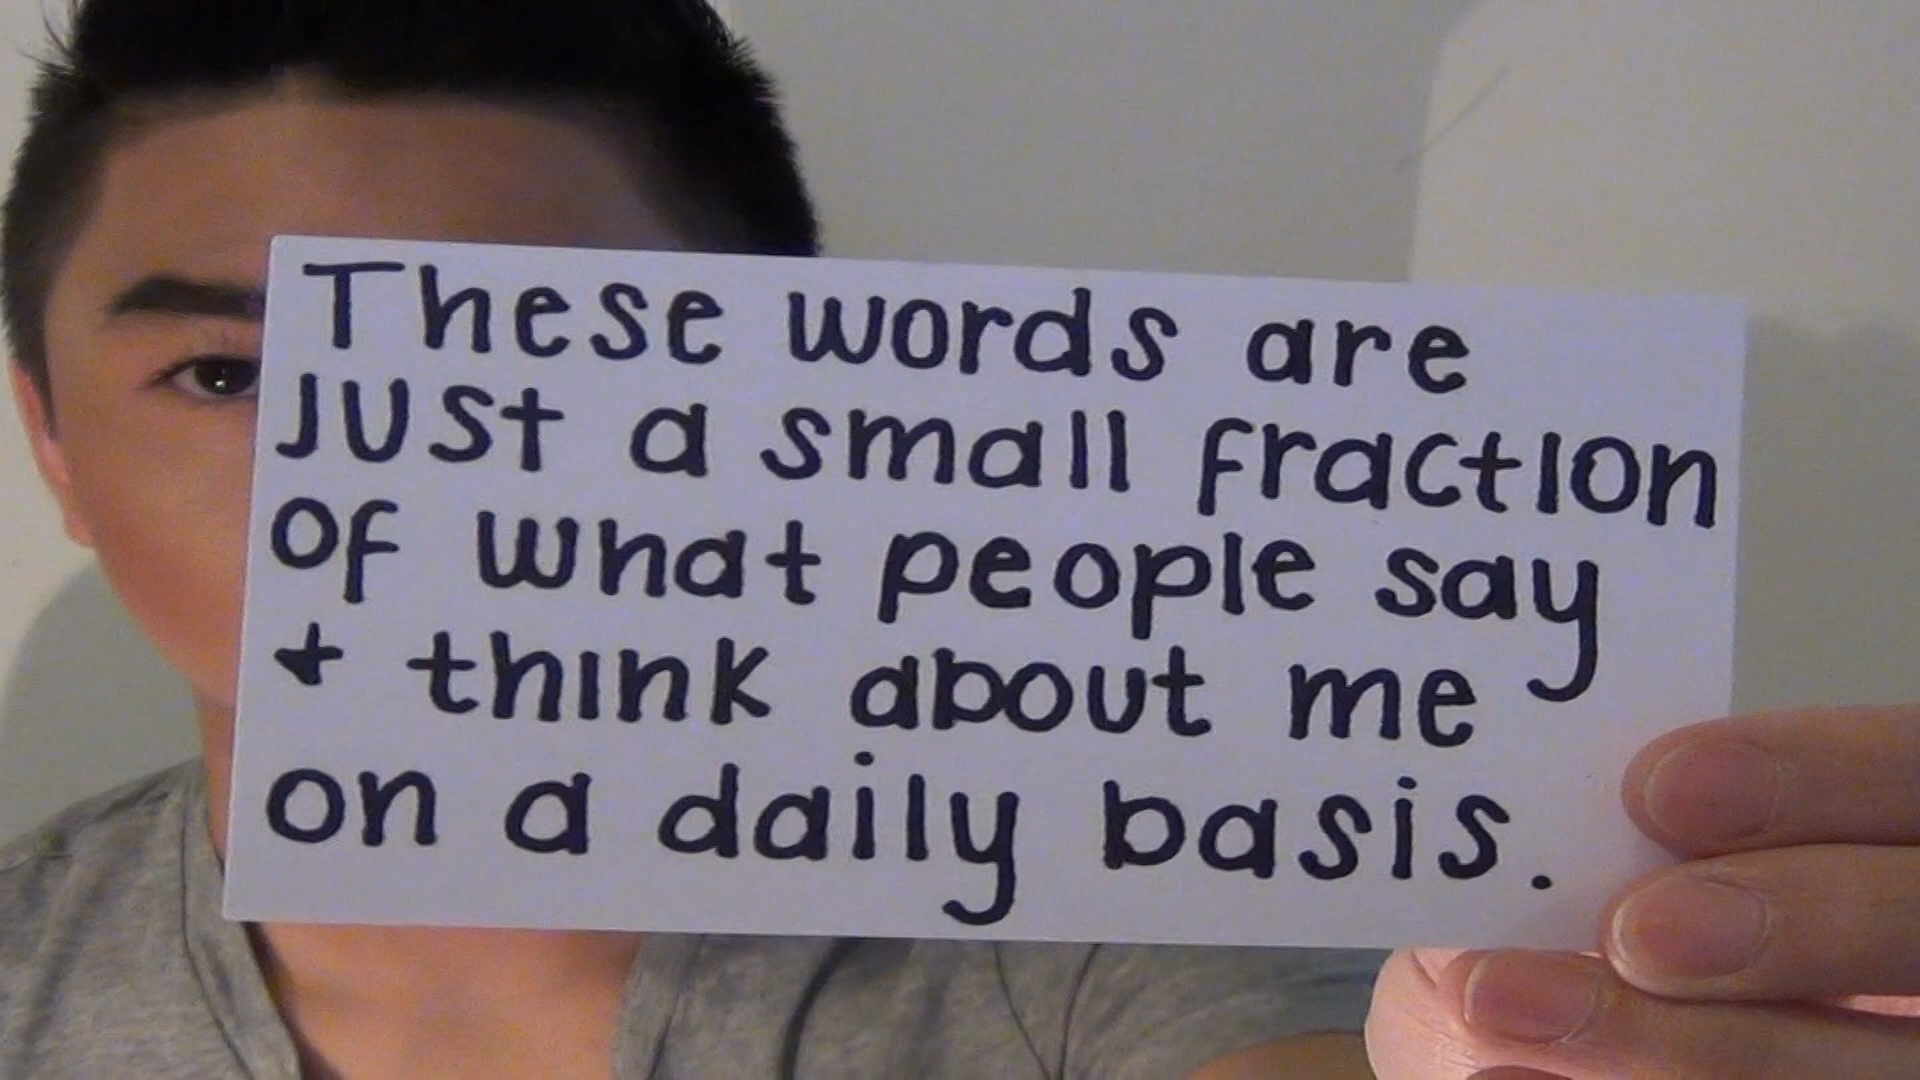 These words are
JUST a small fraction
of what people say
+ think about me
on a daily basis.